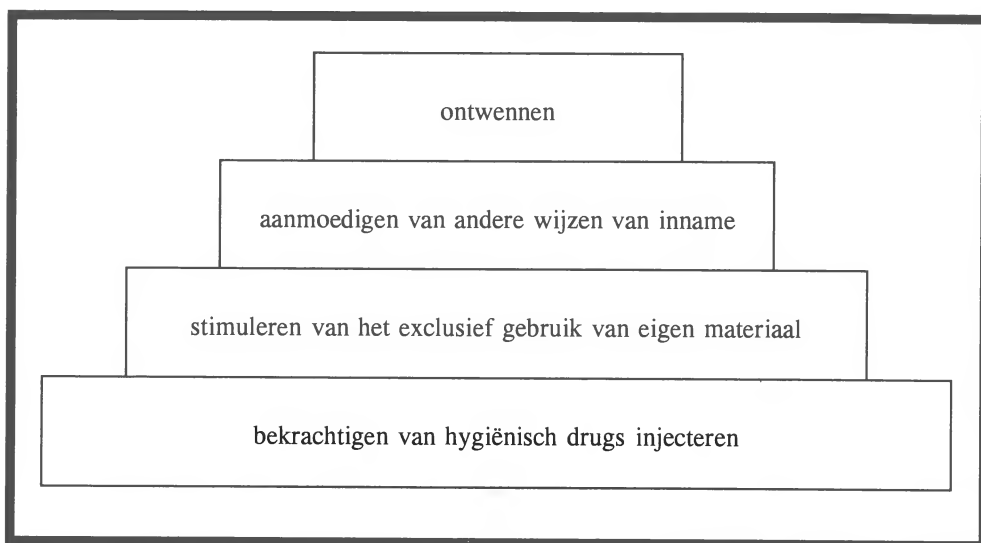 ontwennen
aanmoedigen van andere wijzen van inname
stimuleren van het exclusief gebruik van eigen materiaal
bekrachtigen van hygiënisch drugs injecteren